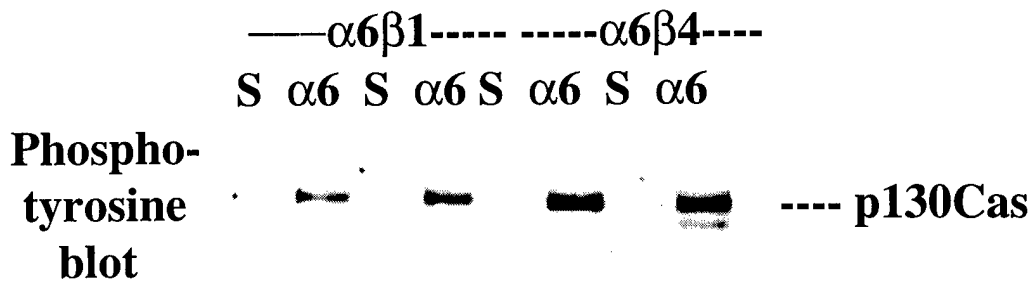 ——α6β1----- -----α6β4----
S α6 S α6 S α6 S α6
Phospho-
tyrosine
blot
---- p130Cas